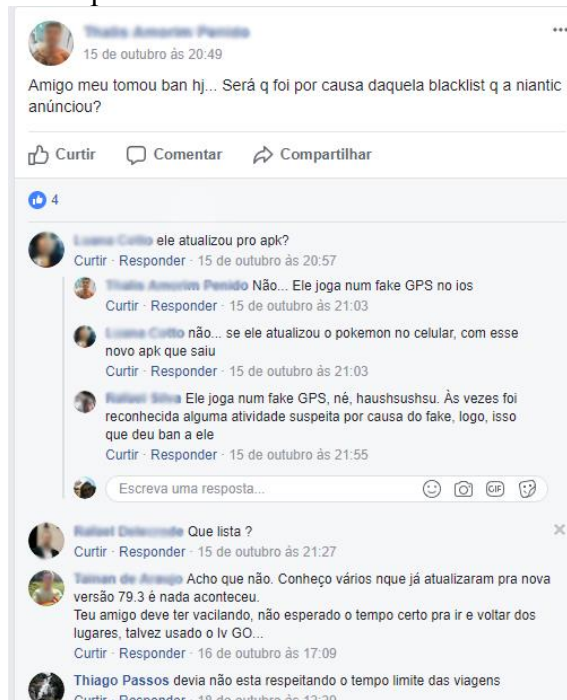 15 de outubro às 20:49
Amigo meu tomou ban hj... Será q foi por causa daquela blacklist q a niantic
anúnciou?
Curtir Comentar Compartilhar
4
ele atualizou pro apk?
Curtir · Responder · 15 de outubro às 20:57
Não... Ele joga num fake GPS no ios
Curtir · Responder · 15 de outubro às 21:03
não... se ele atualizou o pokemon no celular, com esse
novo apk que saiu
Curtir · Responder · 15 de outubro às 21:03
Ele joga num fake GPS, né, haushsushsu. Às vezes foi
reconhecida alguma atividade suspeita por causa do fake, logo, isso
que deu ban a ele
Curtir · Responder · 15 de outubro às 21:55
Escreva uma resposta...
GIF
Que lista ?
Curtir · Responder · 15 de outubro às 21:27
Acho que não. Conheço vários nque já atualizaram pra nova
versão 79.3 é nada aconteceu.
Teu amigo deve ter vacilando, não esperado o tempo certo pra ir e voltar dos
lugares, talvez usado o Iv GO...
Curtir · Responder · 16 de outubro às 17:09
Thiago Passos devia não esta respeitando o tempo limite das viagens